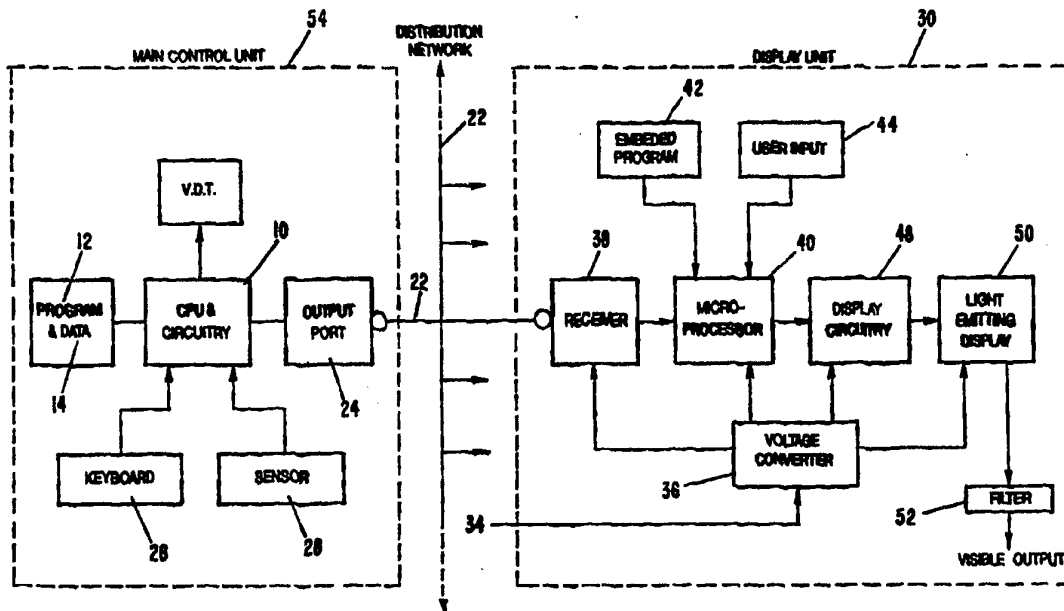 54
DISTRIBUTION
NETWORK
30
MAIN CONTROL UNIT
DISPLAY UNIT
22
42
44
EMBEDED
PROGRAM
USER INPUT
V.D.T.
12
10
38
40
48
50
PROGRAM
& DATA
CPU &
CIRCUITRY
OUTPUT
PORT
22
RECEIVER
MICRO-
PROCESSOR
DISPLAY
CIRCUITRY
LIGHT
EMITTING
DISPLAY
14
24
VOLTAGE
CONVERTER
KEYBOARD
SENSOR
36
34
FILTER
52
28
28
VISIBLE OUTPUT